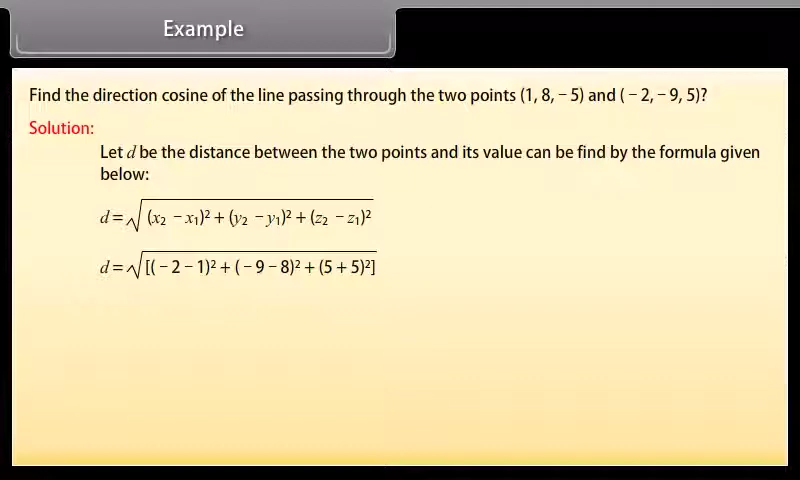 Example
Find the direction cosine of the line passing through the two points (1, 8, – 5) and ( – 2, – 9, 5)?
Solution:
Let d be the distance between the two points and its value can be find by the formula given
below:
d = √(x₂ – x₁)² + (y₂ – y₁)² + (z₂ – z₁)²
d = √[( – 2 – 1)² + ( – 9 – 8)² + (5 + 5)²]